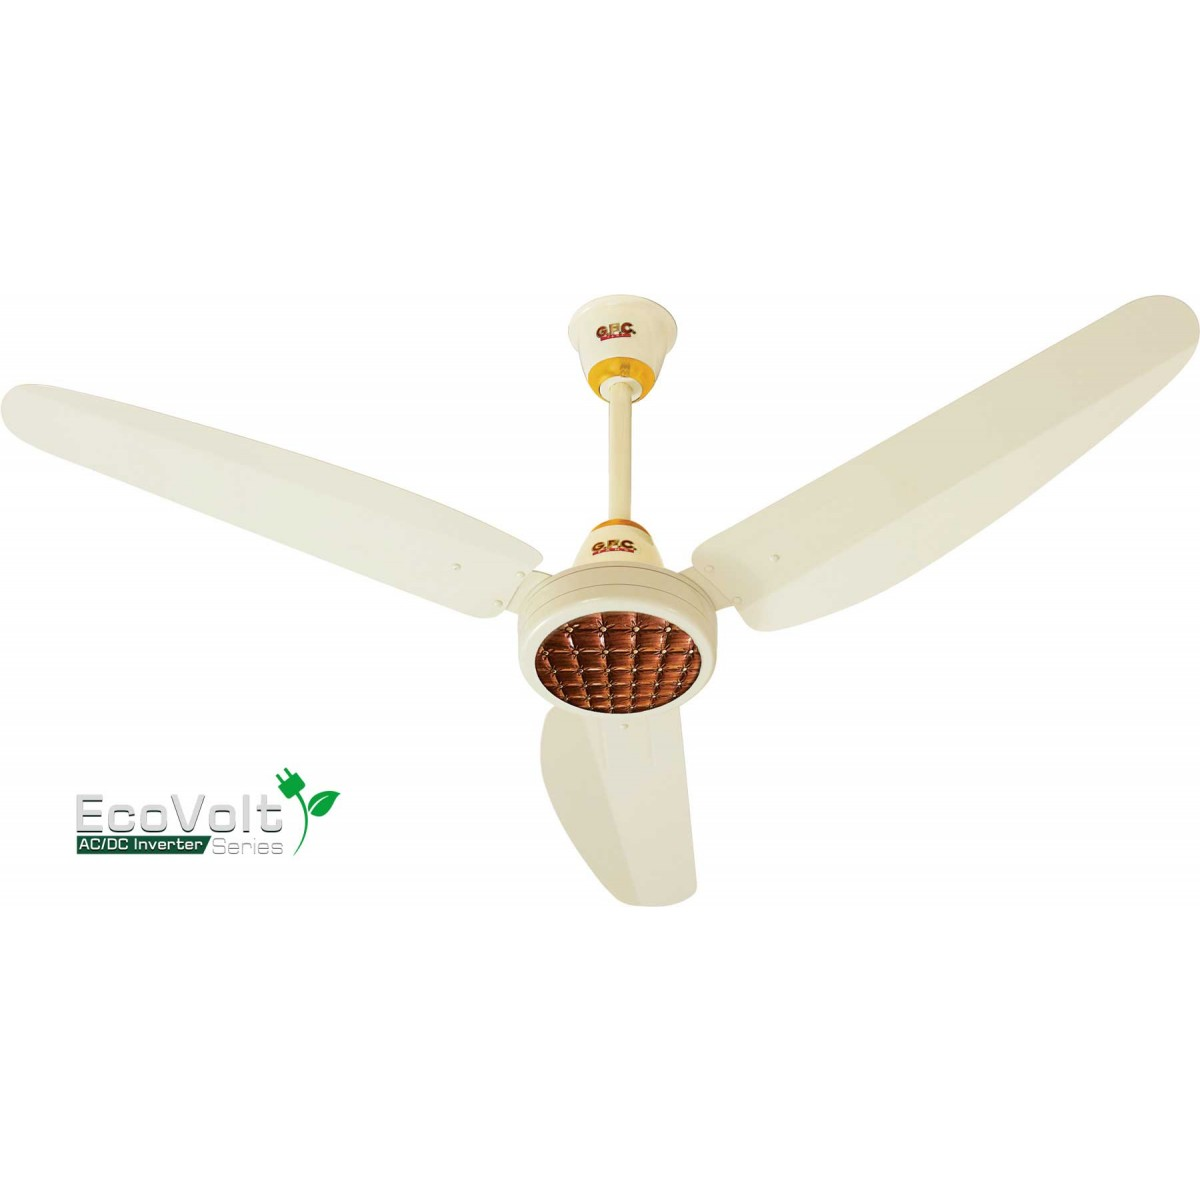 G.F.C.
G.F.C.
EcoVolt
AC/DC Inverter Series